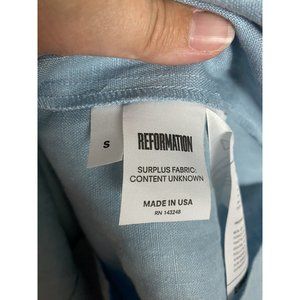 S
REFORMATION
SURPLUS FABRIC:
CONTENT UNKNOWN
MADE IN USA
RN 143248